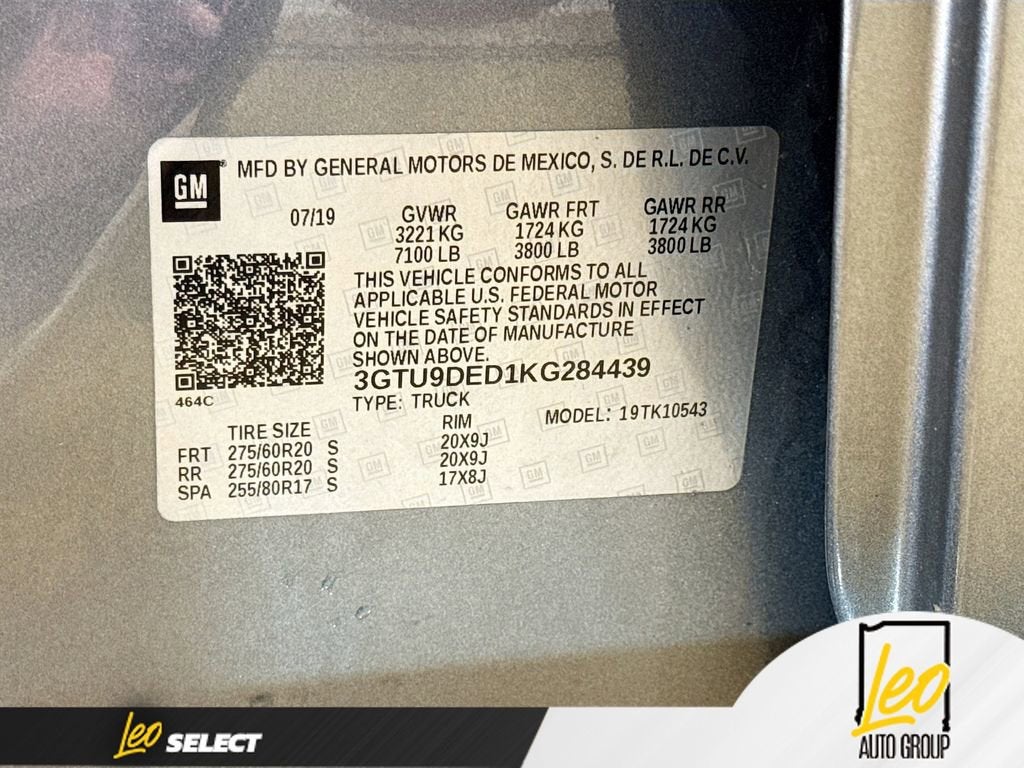 GM
MFD BY GENERAL MOTORS DE MEXICO, S. DE R.L. DE C.V.
07/19 GVWR GAWR FRT GAWR RR
3221 KG 1724 KG 1724 KG
7100 LB 3800 LB 3800 LB
THIS VEHICLE CONFORMS TO ALL
APPLICABLE U.S. FEDERAL MOTOR
VEHICLE SAFETY STANDARDS IN EFFECT
ON THE DATE OF MANUFACTURE
SHOWN ABOVE.
3GTU9DED1KG284439
464C
TYPE: TRUCK MODEL: 19TK10543
TIRE SIZE RIM
FRT 275/60R20 S 20X9J
RR 275/60R20 S 20X9J
SPA 255/80R17 S 17X8J
Leo SELECT
Leo
AUTO GROUP